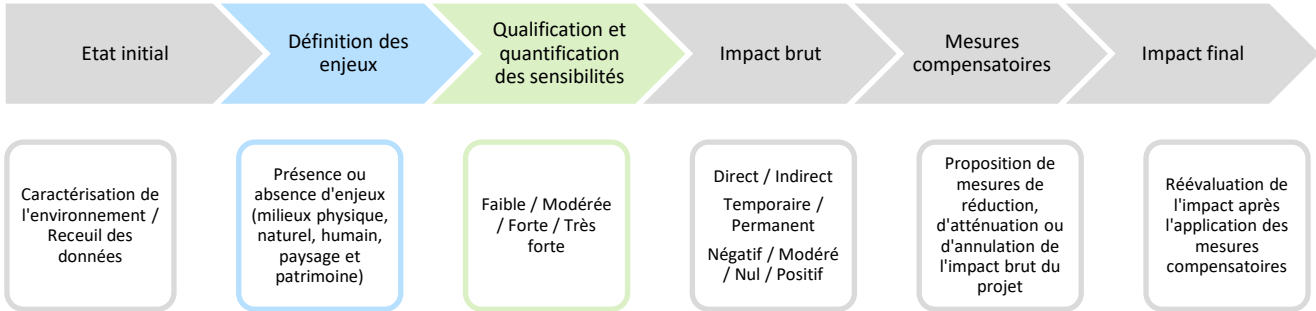 Etat initial
Définition des
enjeux
Qualification et
quantification
des sensibilités
Impact brut
Mesures
compensatoires
Impact final
Caractérisation de
l'environnement /
Receuil des
données
Présence ou
absence d'enjeux
(milieux physique,
naturel, humain,
paysage et
patrimoine)
Faible / Modérée
/ Forte / Très
forte
Direct / Indirect
Temporaire /
Permanent
Négatif / Modéré
/ Nul / Positif
Proposition de
mesures de
réduction,
d'atténuation ou
d'annulation de
l'impact brut du
projet
Réévaluation de
l'impact après
l'application des
mesures
compensatoires